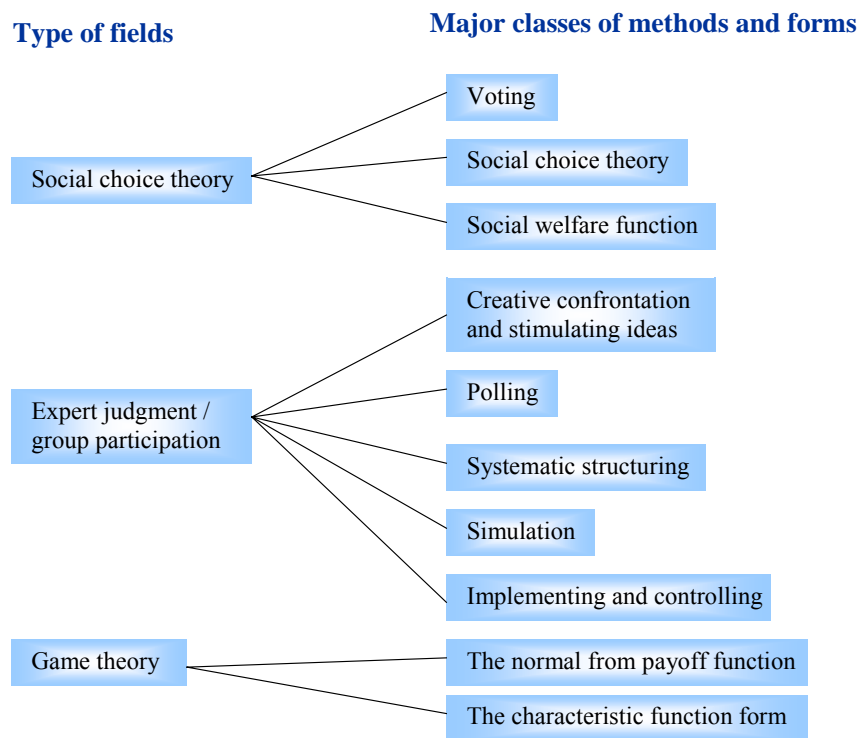 Type of fields
Major classes of methods and forms
Social choice theory
Voting
Social choice theory
Social welfare function
Expert judgment /
group participation
Creative confrontation
and stimulating ideas
Polling
Systematic structuring
Simulation
Implementing and controlling
Game theory
The normal from payoff function
The characteristic function form